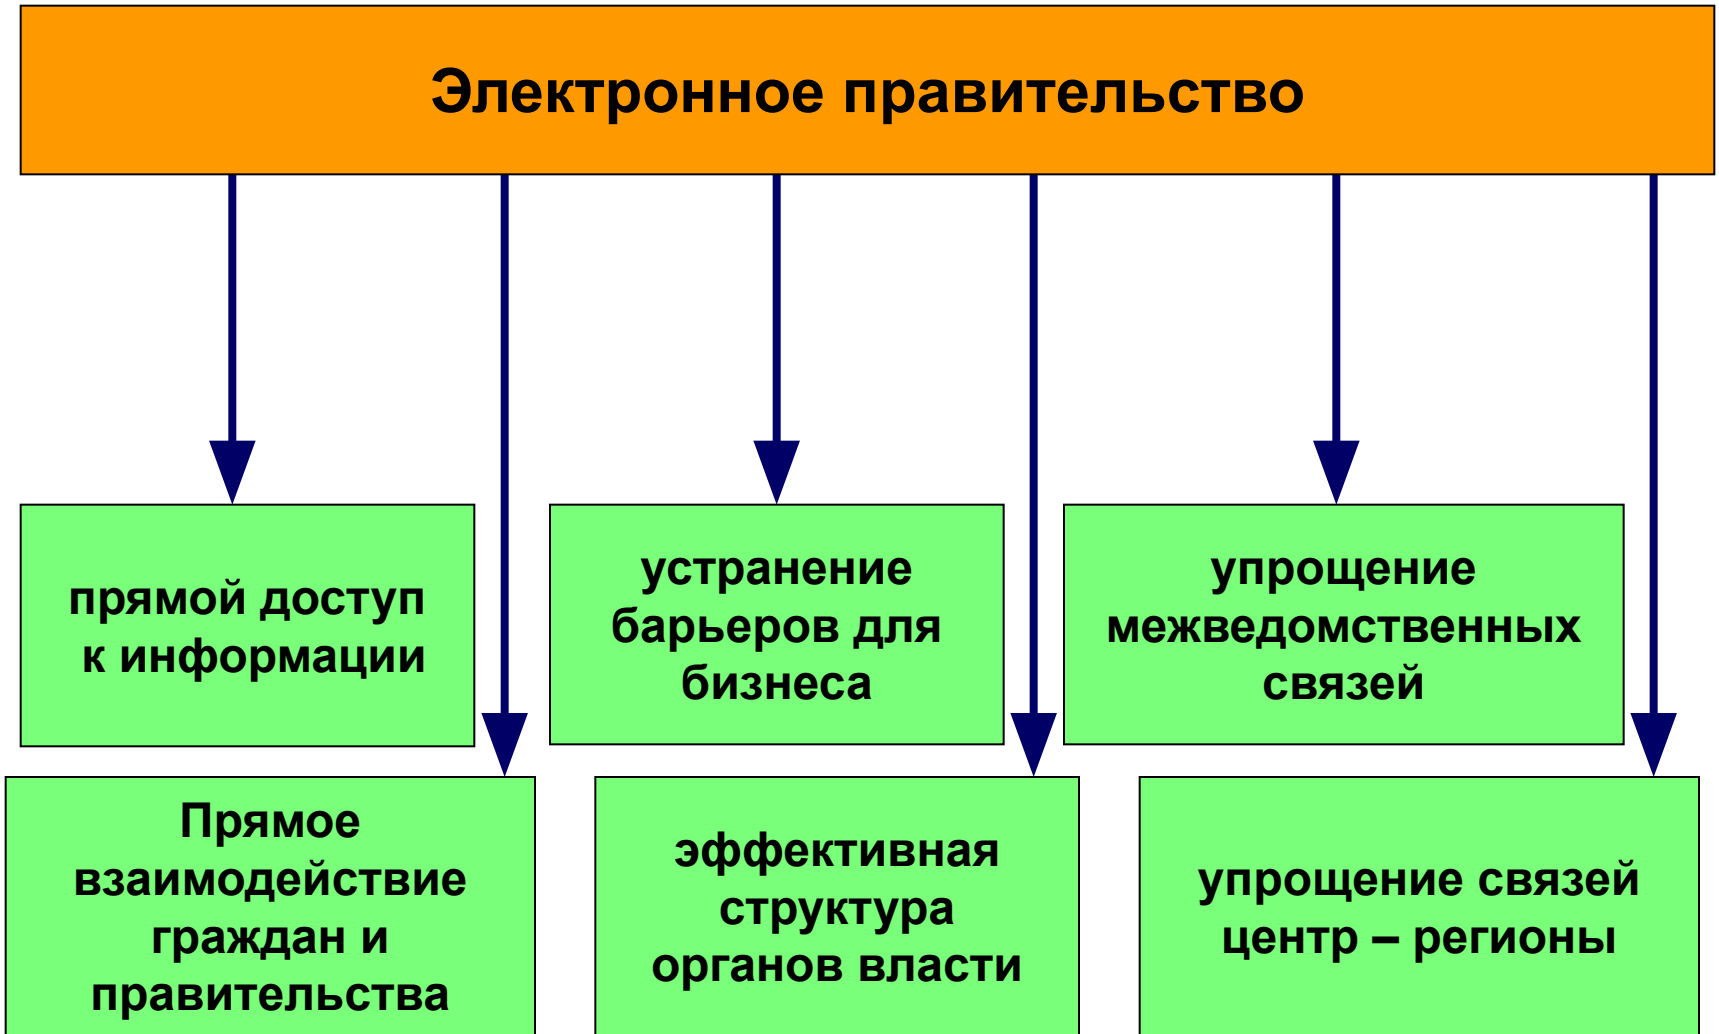 Электронное правительство
прямой доступ
к информации
устранение
барьеров для
бизнеса
упрощение
межведомственных
связей
Прямое
взаимодействие
граждан и
правительства
эффективная
структура
органов власти
упрощение связей
центр – регионы